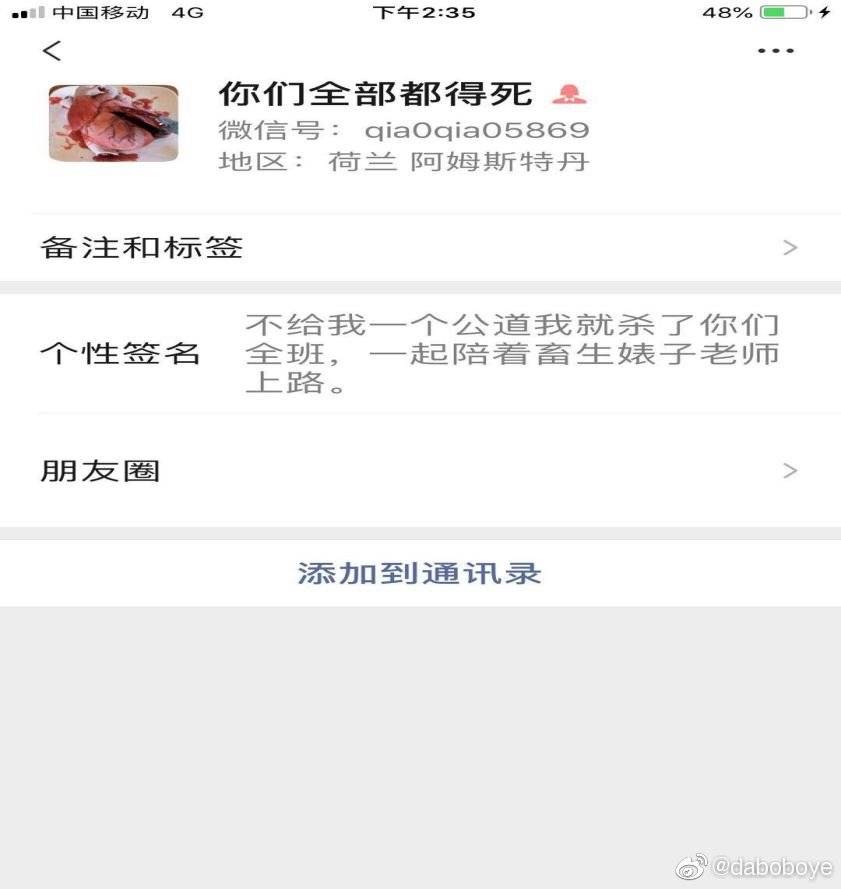 中国移动 4G 下午2:35 48%
你们全部都得死
微信号: qia0qia05869
地区: 荷兰 阿姆斯特丹
备注和标签
个性签名
不给我一个公道我就杀了你们
全班，一起陪着畜生婊子老师
上路。
朋友圈
添加到通讯录
@daboboye